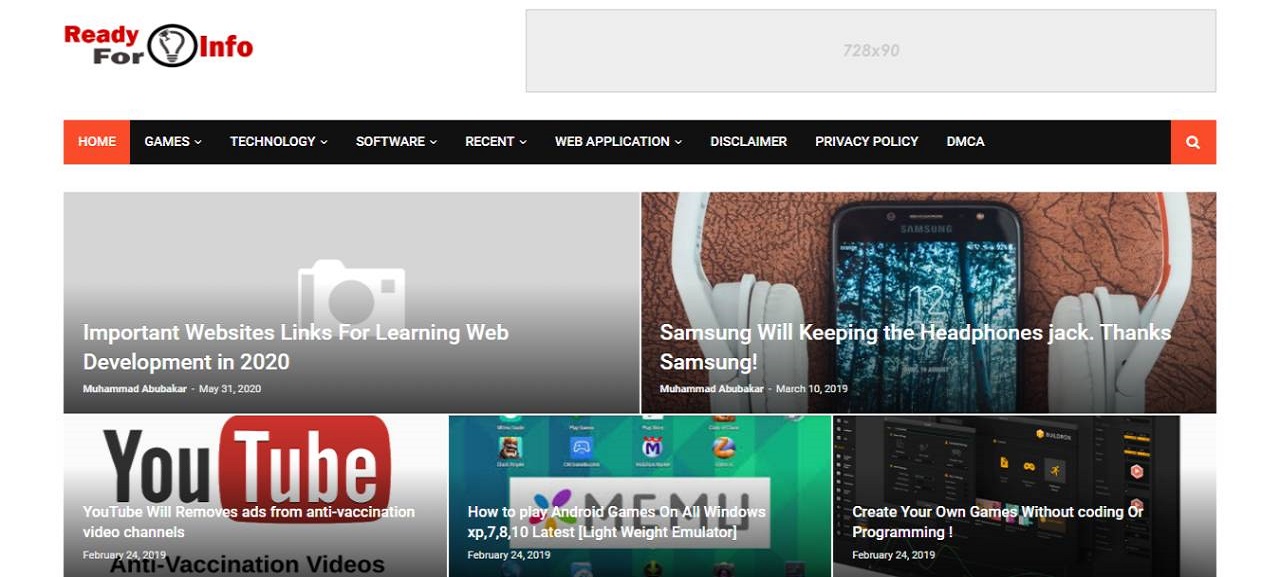 Ready
For Info
728x90
HOME GAMES TECHNOLOGY SOFTWARE RECENT WEB APPLICATION DISCLAIMER PRIVACY POLICY DMCA
SAMSUNG
12
Important Websites Links For Learning Web
Development in 2020
Muhammad Abubakar - May 31, 2020
Samsung Will Keeping the Headphones jack. Thanks
Samsung!
Muhammad Abubakar - March 10, 2019
YouTube
YouTube Will Removes ads from anti-vaccination
video channels
February 24, 2019
Anti-Vaccination Videos
MEMU
How to play Android Games On All Windows
xp,7,8,10 Latest [Light Weight Emulator]
February 24, 2019
BUILDBOX
Create Your Own Games Without coding Or
Programming !
February 24, 2019